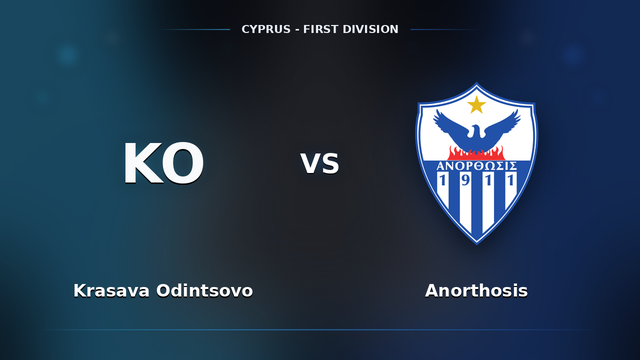 CYPRUS - FIRST DIVISION
KO
VS
ΑΝΟΡΘΩΣΙΣ
1911
Krasava Odintsovo
Anorthosis